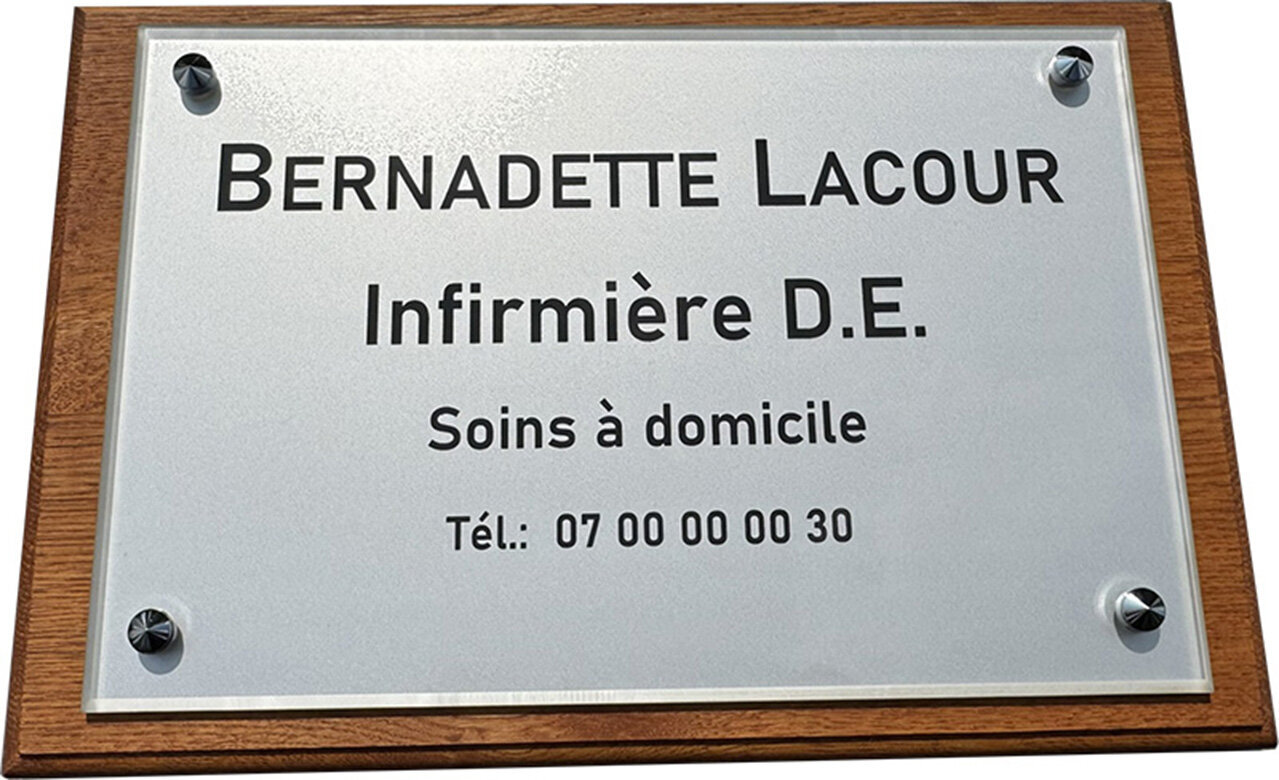 BERNADETTE LACOUR
Infirmière D.E.
Soins à domicile
Tél.: 07 00 00 00 30